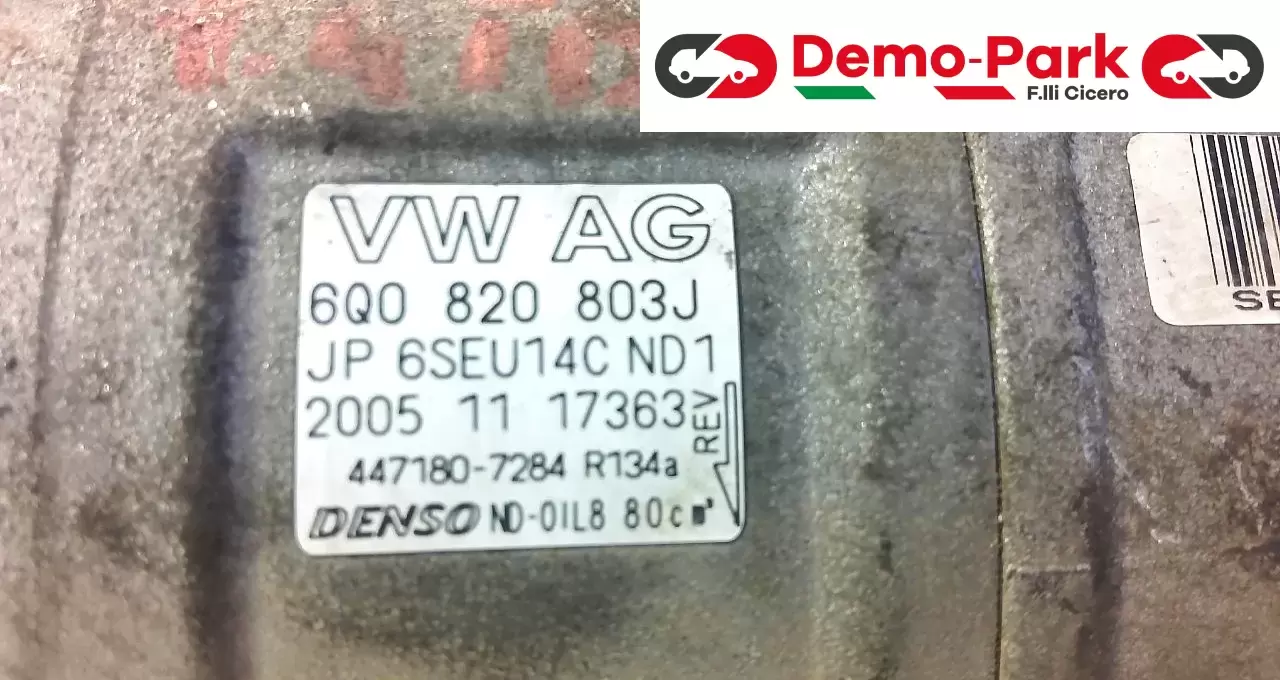 Demo-Park
F.lli Cicero
VW AG
6Q0 820 803J
JP 6SEU14C ND1
2005 11 17363
REV
447180-7284 R134a
DENSO ND-OIL8 80cm³